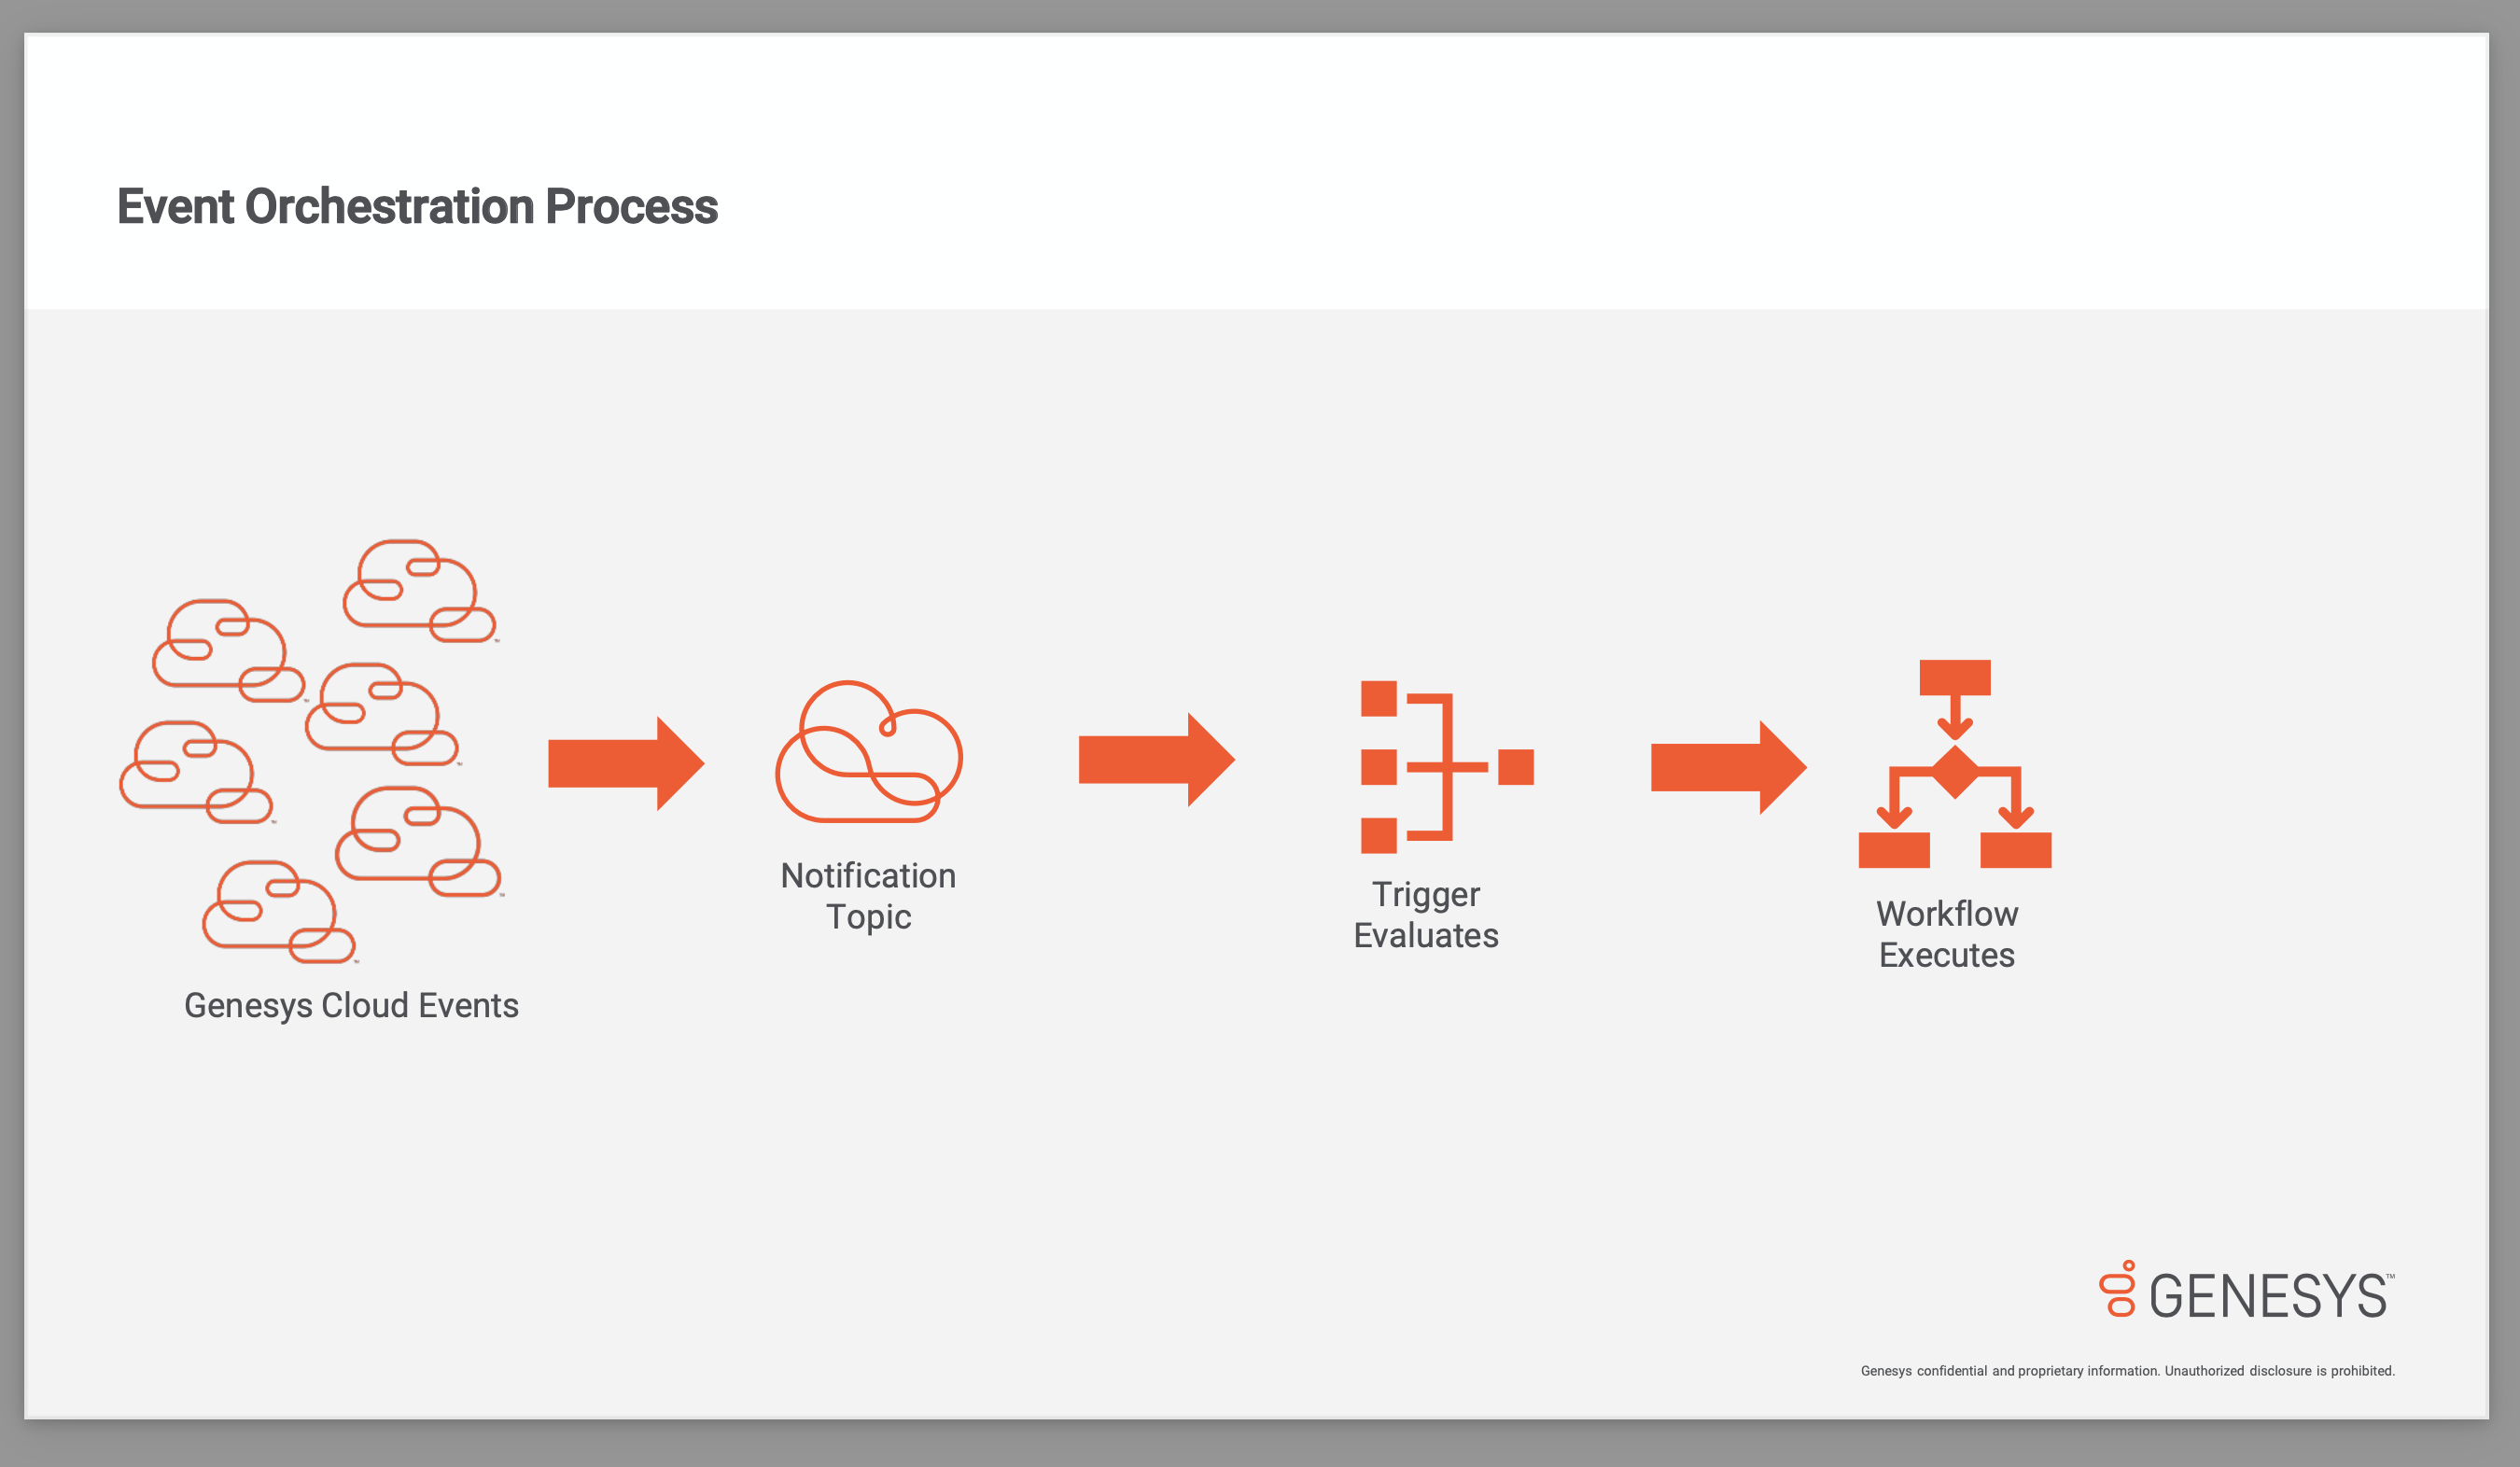 Event Orchestration Process
Genesys Cloud Events
Notification
Topic
Trigger
Evaluates
Workflow
Executes
GENESYS™
Genesys confidential and proprietary information. Unauthorized disclosure is prohibited.